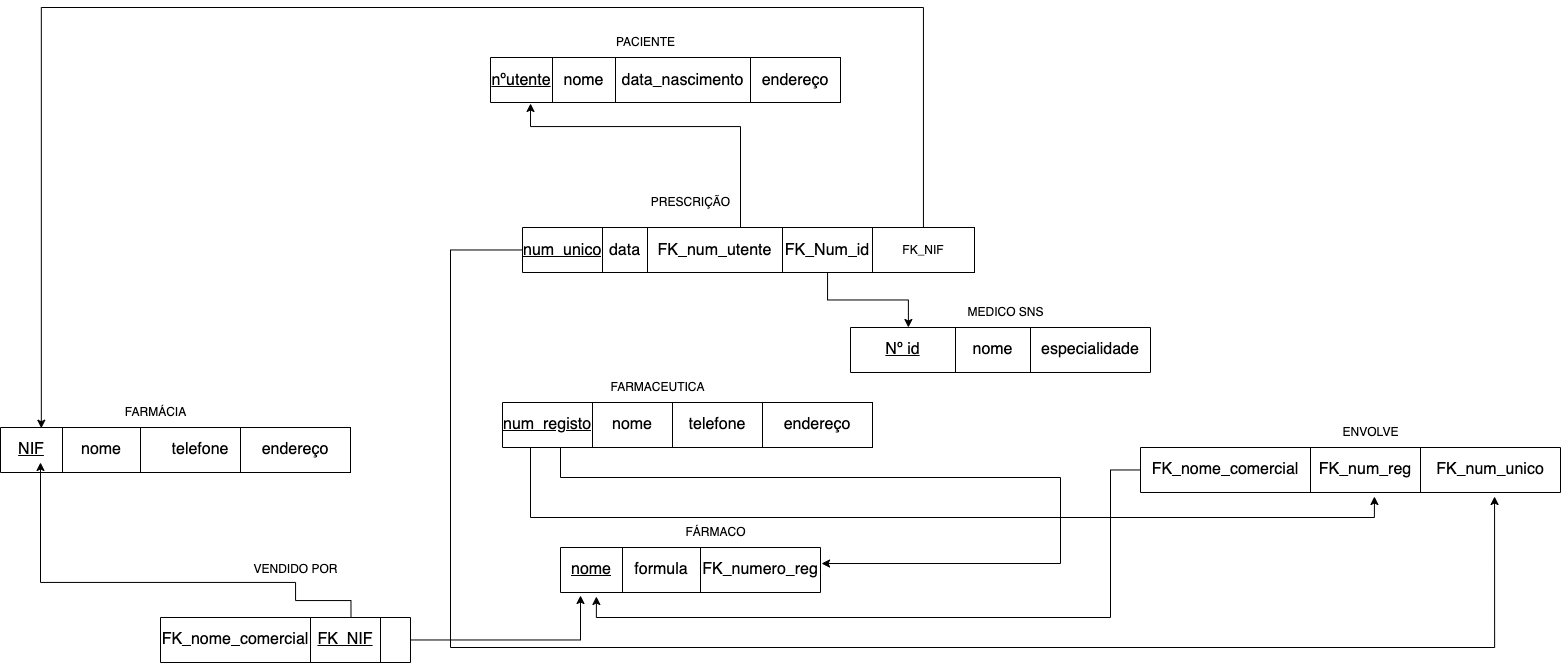 PACIENTE
nºutente nome data_nascimento endereço
PRESCRIÇÃO
num_unico data FK_num_utente FK_Num_id FK_NIF
MEDICO SNS
Nº id nome especialidade
FARMACEUTICA
num_registo nome telefone endereço
FARMÁCIA
NIF nome telefone endereço
ENVOLVE
FK_nome_comercial FK_num_reg FK_num_unico
FÁRMACO
nome formula FK_numero_reg
VENDIDO POR
FK_nome_comercial FK_NIF